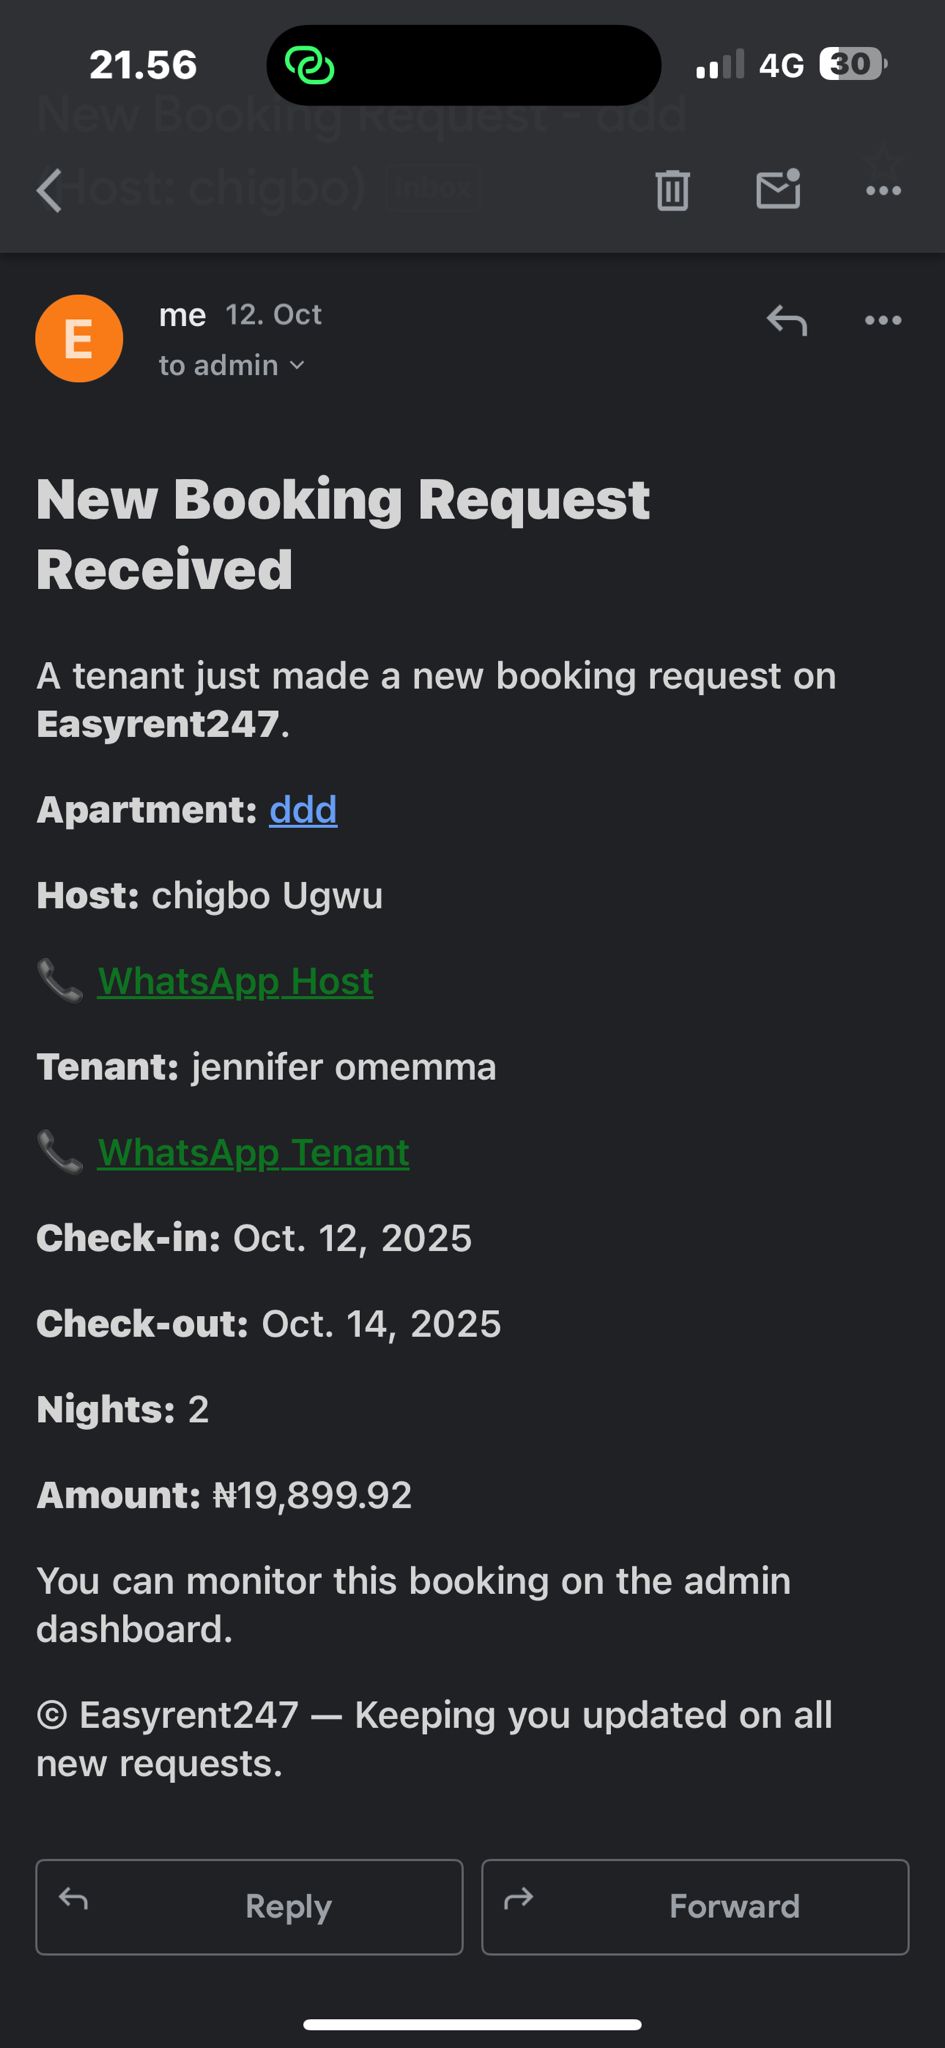 21.56
4G
30
New Booking Request - ddd
(Host: chigbo) Inbox
E
me 12. Oct
to admin
New Booking Request
Received
A tenant just made a new booking request on
Easyrent247.
Apartment: ddd
Host: chigbo Ugwu
📞 WhatsApp Host
Tenant: jennifer omemma
📞 WhatsApp Tenant
Check-in: Oct. 12, 2025
Check-out: Oct. 14, 2025
Nights: 2
Amount: ₦19,899.92
You can monitor this booking on the admin
dashboard.
© Easyrent247 — Keeping you updated on all
new requests.
Reply
Forward